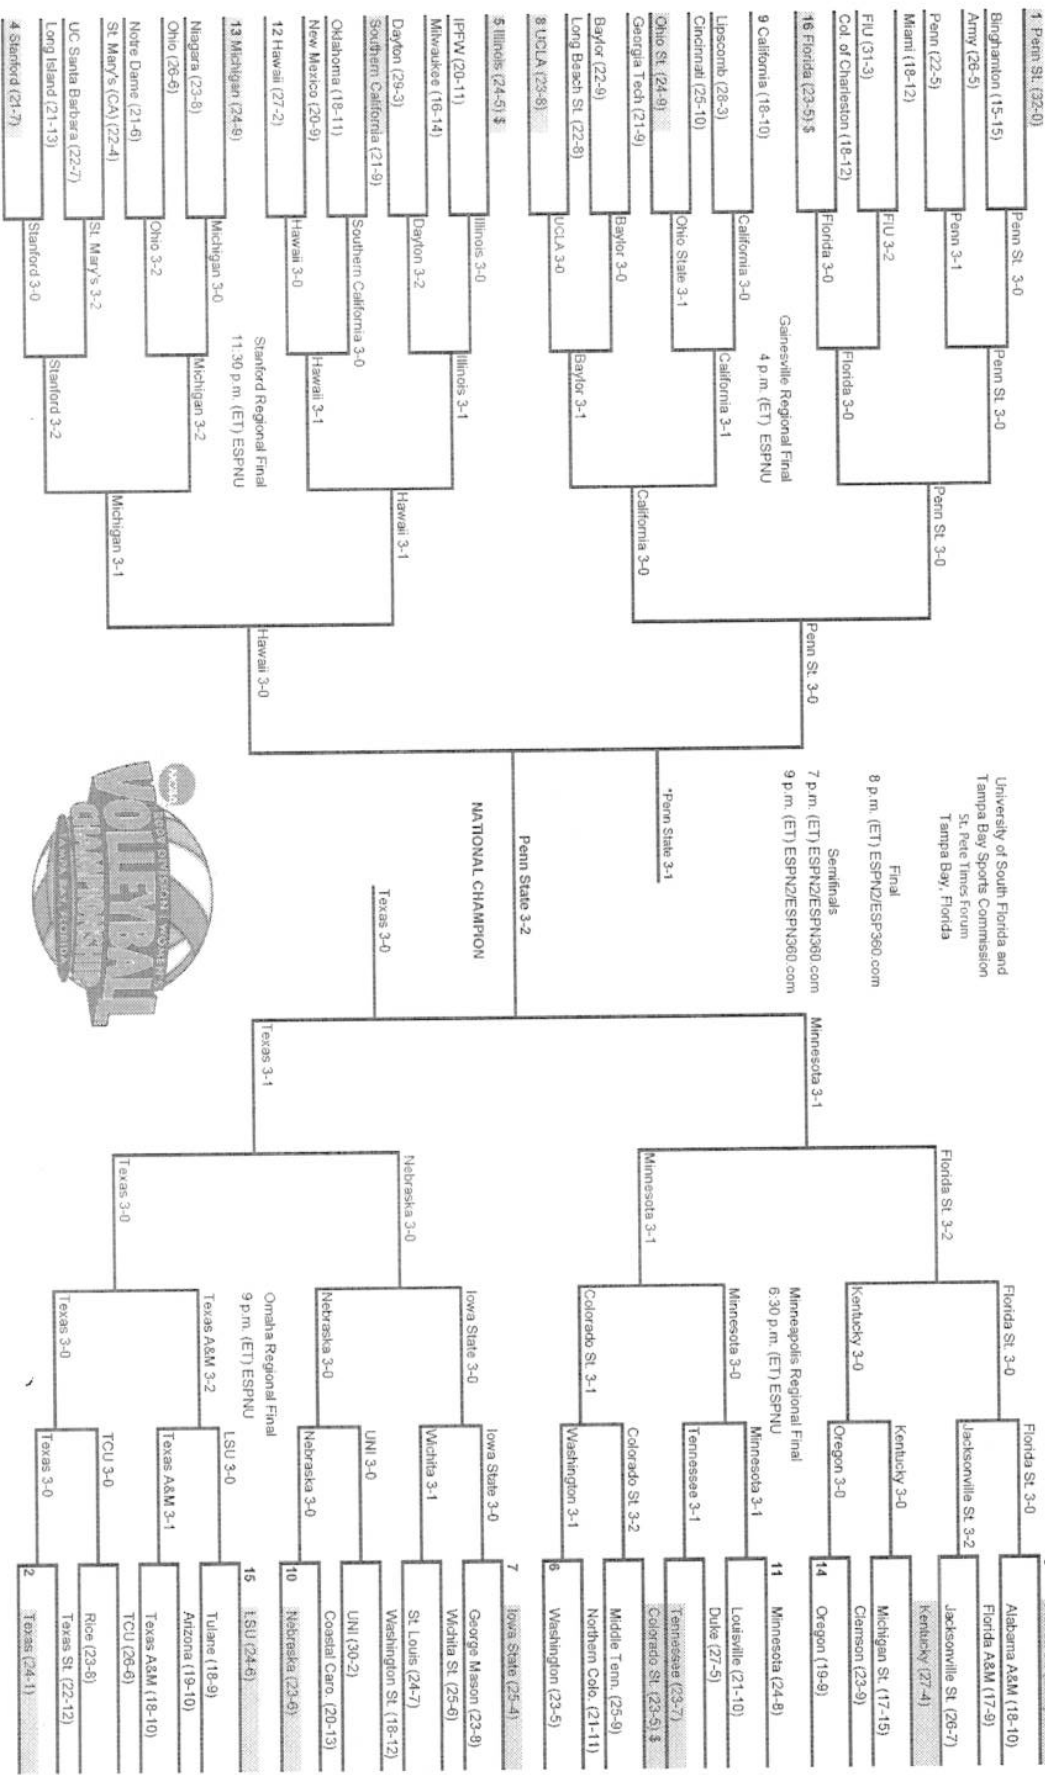 1 Penn St. (32-0)
Binghamton (15-15)
Army (26-5)
Penn (22-5)
Miami (18-12)
FIU (31-3)
Col. of Charleston (18-12)
16 Florida (23-5) $
9 California (18-10)
Lipscomb (28-3)
Cincinnati (25-10)
Ohio St. (24-9)
Georgia Tech (21-9)
Baylor (22-9)
Long Beach St. (22-8)
8 UCLA (23-8)
5 Illinois (24-5) $
IPFW (20-11)
Milwaukee (16-14)
Dayton (29-3)
Southern California (21-9)
Oklahoma (18-11)
New Mexico (20-9)
12 Hawaii (27-2)
13 Michigan (24-9)
Niagara (23-8)
Ohio (26-6)
Notre Dame (21-6)
St. Mary's (CA) (22-4)
UC Santa Barbara (22-7)
Long Island (21-13)
4 Stanford (21-7)
Penn St. 3-0
Penn 3-1
FIU 3-2
Florida 3-0
California 3-0
Ohio State 3-1
Baylor 3-0
UCLA 3-0
Illinois 3-0
Dayton 3-2
Southern California 3-0
Hawaii 3-0
Michigan 3-0
Ohio 3-2
St. Mary's 3-2
Stanford 3-0
Penn St. 3-0
Florida 3-0
Gainesville Regional Final
4 p.m. (ET) ESPNU
California 3-1
Baylor 3-1
Illinois 3-1
Hawaii 3-1
Stanford Regional Final
11:30 p.m. (ET) ESPNU
Michigan 3-2
Stanford 3-2
Penn St. 3-0
California 3-0
Hawaii 3-1
Michigan 3-1
Penn St. 3-0
Hawaii 3-0
University of South Florida and
Tampa Bay Sports Commission
St. Pete Times Forum
Tampa Bay, Florida
Final
8 p.m. (ET) ESPN2/ESP360.com
Semifinals
7 p.m. (ET) ESPN2/ESPN360.com
9 p.m. (ET) ESPN2/ESPN360.com
*Penn State 3-1
Penn State 3-2
NATIONAL CHAMPION
Texas 3-0
NCAA
2009 DIVISION I WOMEN'S
VOLLEYBALL
CHAMPIONSHIP
TAMPA BAY, FLORIDA
Minnesota 3-1
Texas 3-1
Florida St. 3-2
Minnesota 3-1
Nebraska 3-0
Texas 3-0
Florida St. 3-0
Kentucky 3-0
Minneapolis Regional Final
6:30 p.m. (ET) ESPNU
Minnesota 3-0
Colorado St. 3-1
Iowa State 3-0
Nebraska 3-0
Omaha Regional Final
9 p.m. (ET) ESPNU
Texas A&M 3-2
Texas 3-0
Florida St. 3-0
Jacksonville St. 3-2
Kentucky 3-0
Oregon 3-0
Minnesota 3-1
Tennessee 3-1
Colorado St. 3-2
Washington 3-1
Iowa State 3-0
Wichita 3-1
UNI 3-0
Nebraska 3-0
LSU 3-0
Texas A&M 3-1
TCU 3-0
Texas 3-0
Alabama A&M (18-10)
Florida A&M (17-9)
Jacksonville St. (26-7)
Kentucky (27-4)
Michigan St. (17-15)
Clemson (23-9)
14 Oregon (19-9)
11 Minnesota (24-8)
Louisville (21-10)
Duke (27-5)
Tennessee (23-7)
Colorado St. (23-5) $
Middle Tenn. (25-9)
Northern Colo. (21-11)
6 Washington (23-5)
7 Iowa State (25-4)
George Mason (23-8)
Wichita St. (25-6)
St. Louis (24-7)
Washington St. (18-12)
UNI (30-2)
Coastal Caro. (20-13)
10 Nebraska (23-6)
15 LSU (24-6)
Tulane (18-9)
Arizona (19-10)
Texas A&M (18-10)
TCU (26-6)
Rice (23-8)
Texas St. (22-12)
2 Texas (24-1)